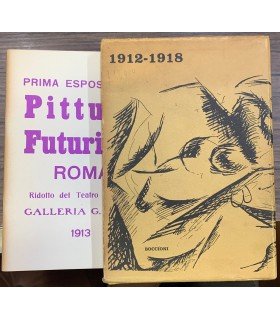 PRIMA ESPOS
Pittu
Futuri
ROMA
Ridotto del Teatro
GALLERIA G.
1913
1912-1918
BOCCIONI